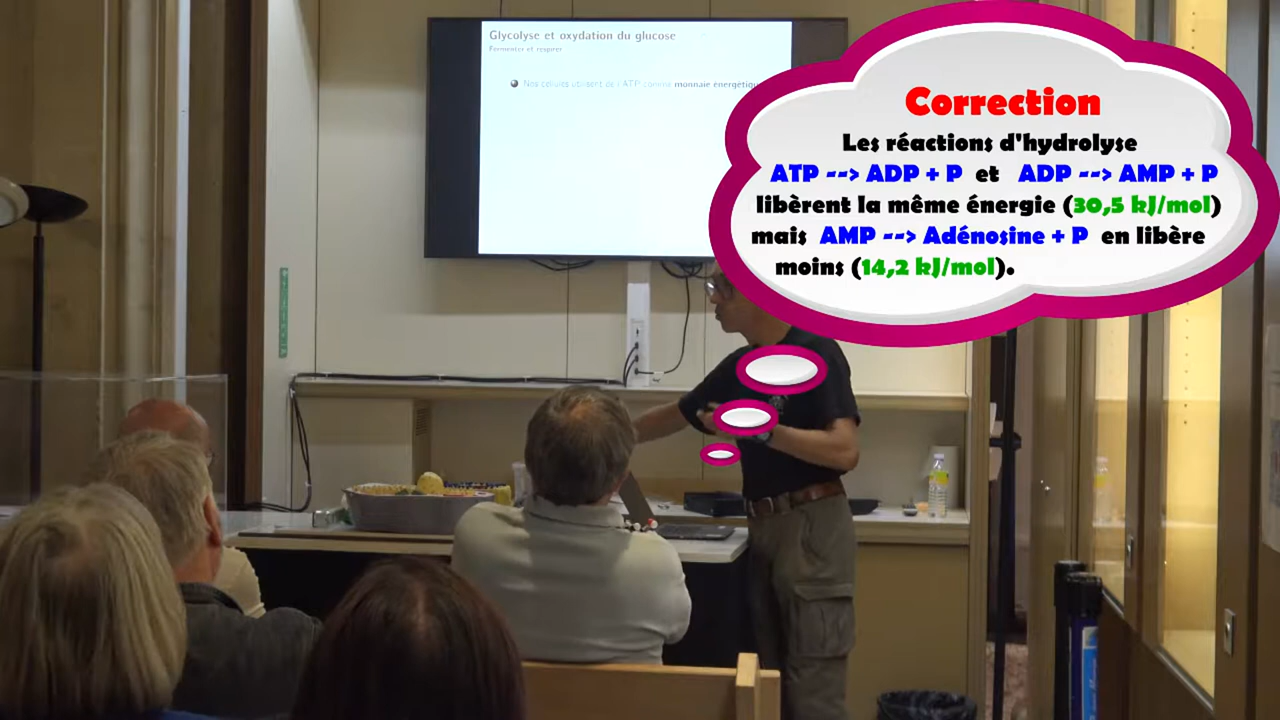 Glycolyse et oxydation du glucose
Fermenter et respirer
Nos cellules utilisent de l'ATP comme monnaie énergétiqu
Correction
Les réactions d'hydrolyse
ATP --> ADP + P et ADP --> AMP + P
libèrent la même énergie (30,5 kJ/mol)
mais AMP --> Adénosine + P en libère
moins (14,2 kJ/mol).